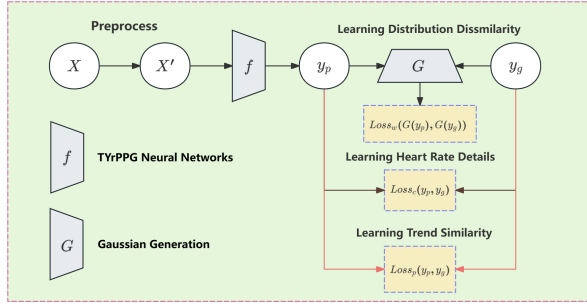 Preprocess
Learning Distribution Dissmilarity
X X′ f y_p G y_g
Loss_w(G(y_p),G(y_g))
Learning Heart Rate Details
f TYrPPG Neural Networks
Loss_c(y_p,y_g)
Learning Trend Similarity
G Gaussian Generation
Loss_p(y_p,y_g)